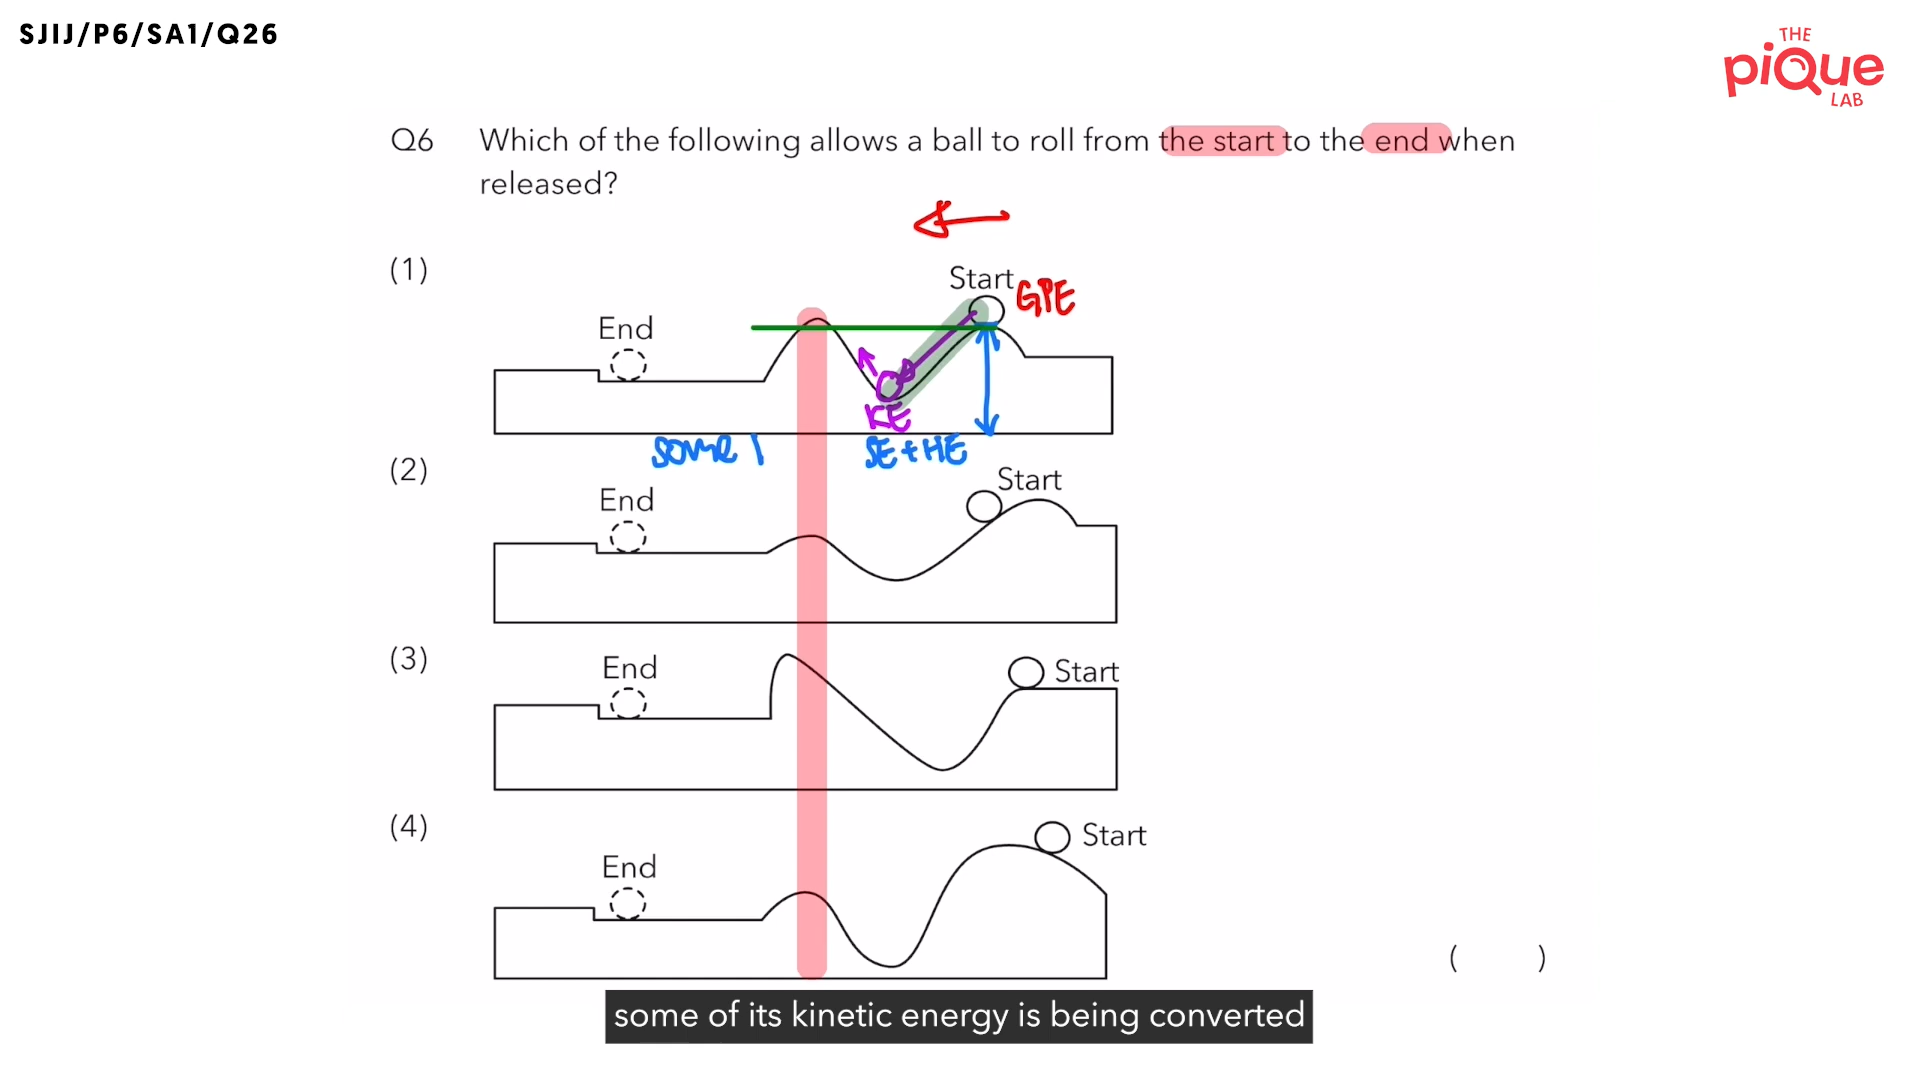 SJIJ/P6/SA1/Q26
THE
piQue
LAB
Q6 Which of the following allows a ball to roll from the start to the end when
released?
(1)
Start
GPE
End
KE
some
SE + HE
(2)
Start
End
(3)
End
Start
(4)
Start
End
( )
some of its kinetic energy is being converted